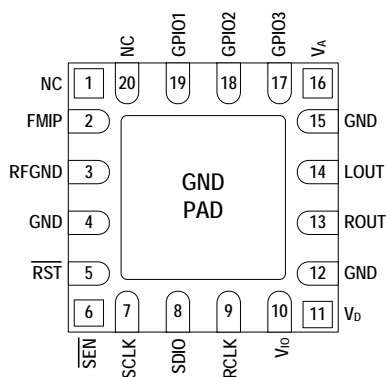 NC
GPIO1
GPIO2
GPIO3
VA
NC 1 20 19 18 17 16
FMIP 2 15 GND
RFGND 3 14 LOUT
GND PAD
GND 4 13 ROUT
RST 5 12 GND
6 7 8 9 10 11 VD
SEN
SCLK
SDIO
RCLK
VIO